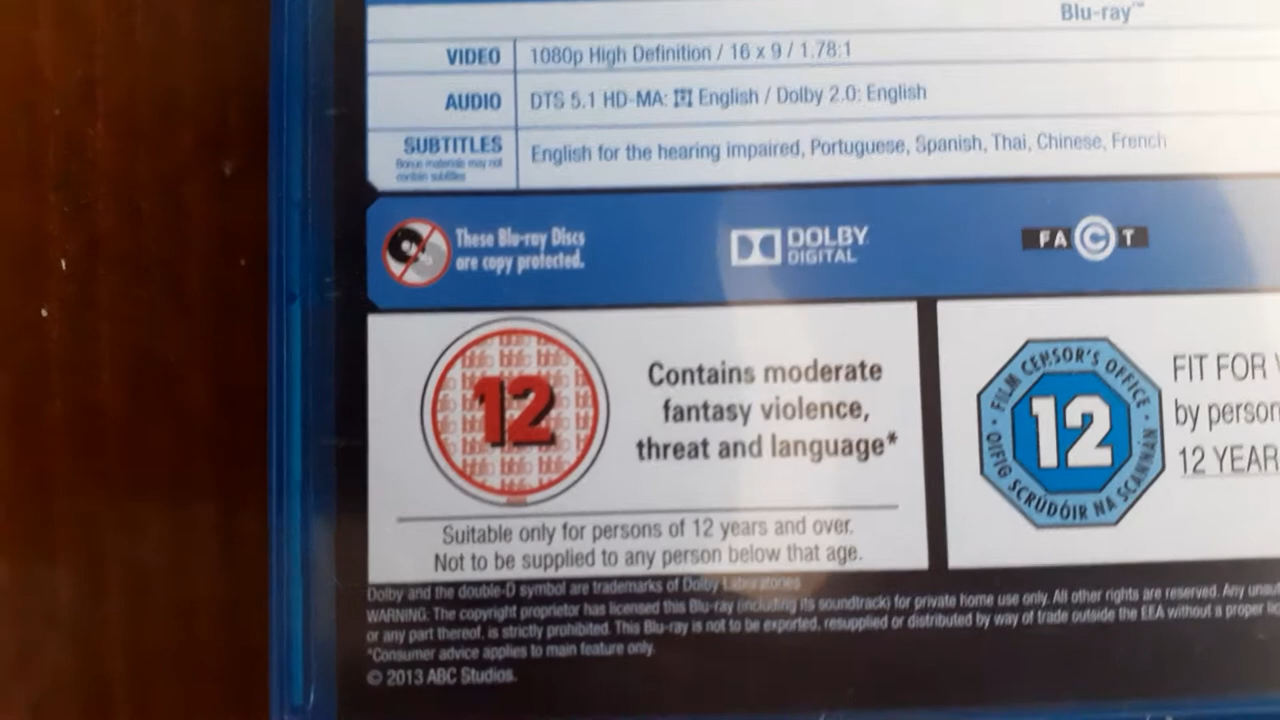 Blu-ray™
VIDEO 1080p High Definition / 16 x 9 / 1.78:1
AUDIO DTS 5.1 HD-MA: English / Dolby 2.0: English
SUBTITLES English for the hearing impaired, Portuguese, Spanish, Thai, Chinese, French
Bonus materials may not
contain subtitles
These Blu-ray Discs
are copy protected.
DOLBY
DIGITAL
FACT
12
Contains moderate
fantasy violence,
threat and language*
Suitable only for persons of 12 years and over.
Not to be supplied to any person below that age.
· FILM CENSOR'S OFFICE ·
12
OIFIG SCRÚDÓIR NA SCANNÁN
FIT FOR
by person
12 YEAR
Dolby and the double-D symbol are trademarks of Dolby Laboratories
WARNING: The copyright proprietor has licensed this Blu-ray (including its soundtrack) for private home use only. All other rights are reserved. Any
or any part thereof, is strictly prohibited. This Blu-ray is not to be exported, resupplied or distributed by way of trade outside the EEA without a proper
*Consumer advice applies to main feature only.
© 2013 ABC Studios.